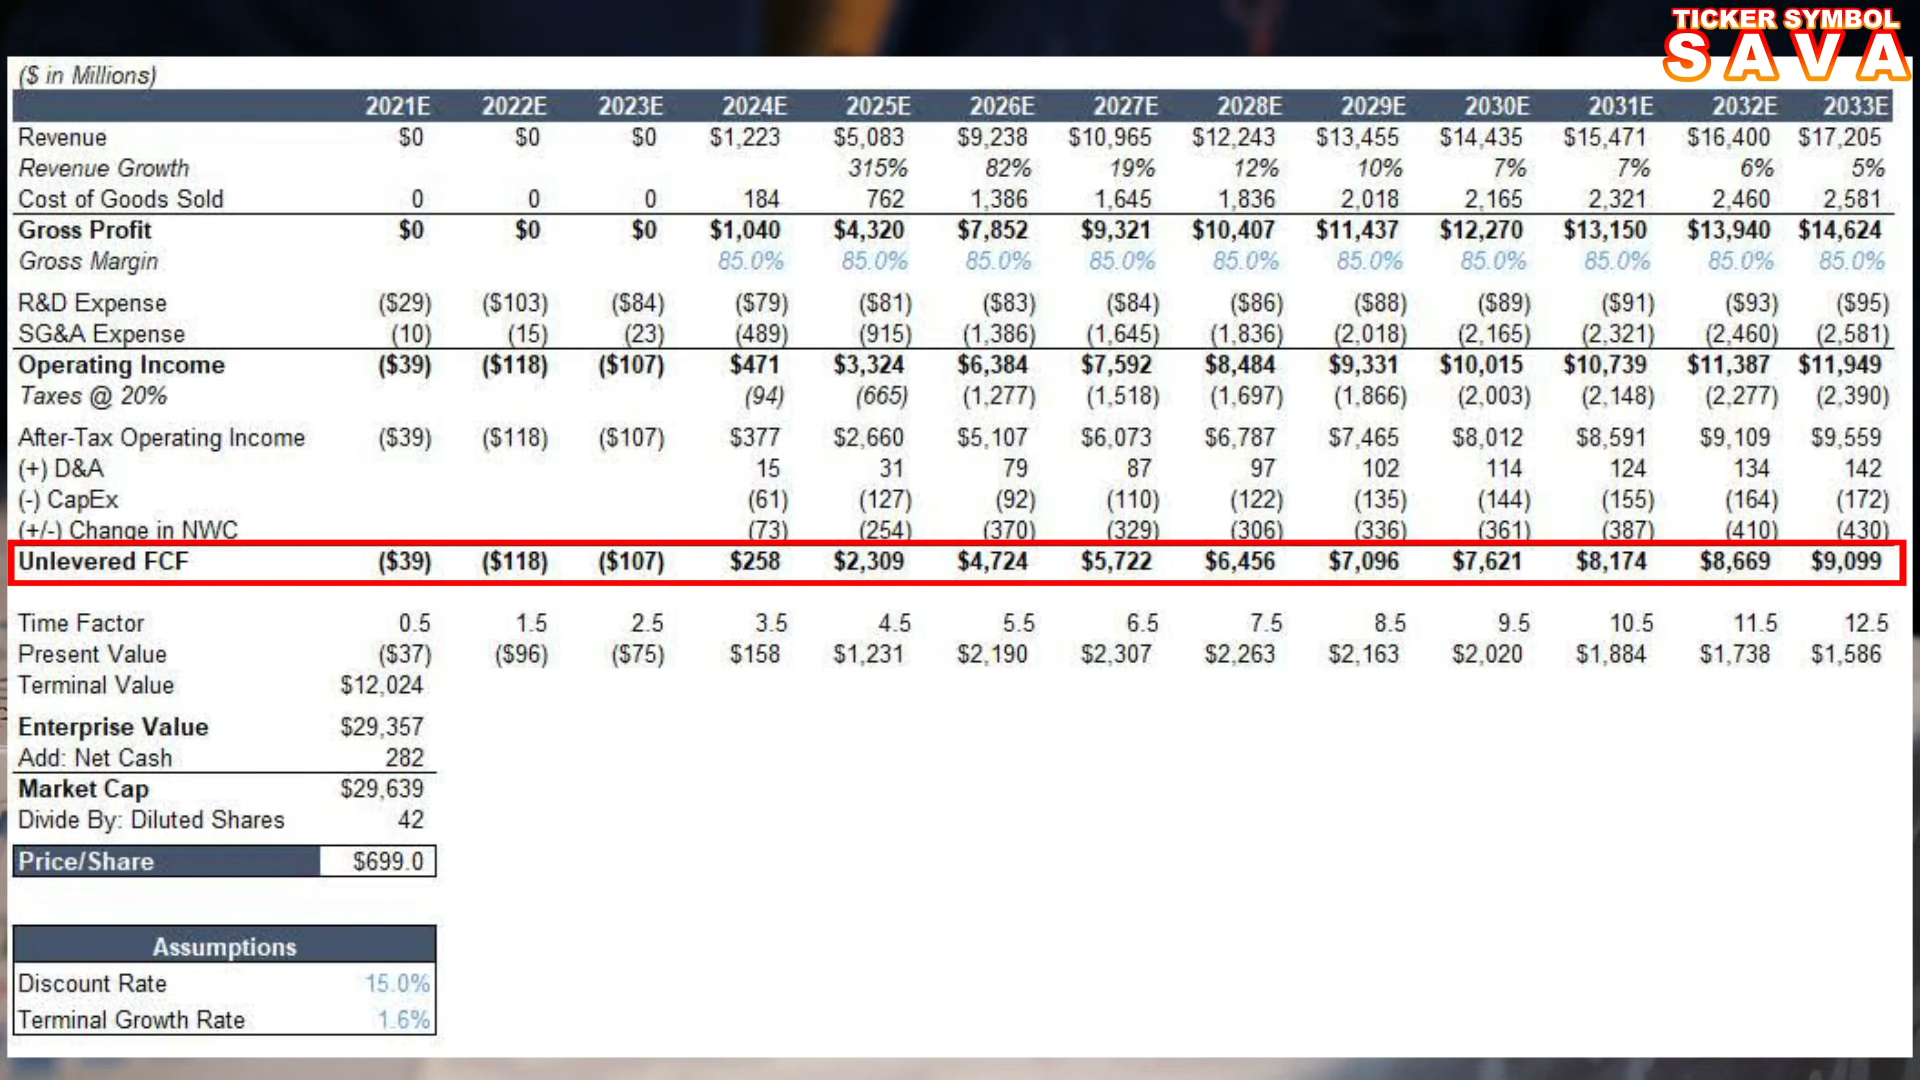 TICKER SYMBOL
SAVA
($ in Millions)
2021E 2022E 2023E 2024E 2025E 2026E 2027E 2028E 2029E 2030E 2031E 2032E 2033E
Revenue $0 $0 $0 $1,223 $5,083 $9,238 $10,965 $12,243 $13,455 $14,435 $15,471 $16,400 $17,205
Revenue Growth 315% 82% 19% 12% 10% 7% 7% 6% 5%
Cost of Goods Sold 0 0 0 184 762 1,386 1,645 1,836 2,018 2,165 2,321 2,460 2,581
Gross Profit $0 $0 $0 $1,040 $4,320 $7,852 $9,321 $10,407 $11,437 $12,270 $13,150 $13,940 $14,624
Gross Margin 85.0% 85.0% 85.0% 85.0% 85.0% 85.0% 85.0% 85.0% 85.0% 85.0%
R&D Expense ($29) ($103) ($84) ($79) ($81) ($83) ($84) ($86) ($88) ($89) ($91) ($93) ($95)
SG&A Expense (10) (15) (23) (489) (915) (1,386) (1,645) (1,836) (2,018) (2,165) (2,321) (2,460) (2,581)
Operating Income ($39) ($118) ($107) $471 $3,324 $6,384 $7,592 $8,484 $9,331 $10,015 $10,739 $11,387 $11,949
Taxes @ 20% (94) (665) (1,277) (1,518) (1,697) (1,866) (2,003) (2,148) (2,277) (2,390)
After-Tax Operating Income ($39) ($118) ($107) $377 $2,660 $5,107 $6,073 $6,787 $7,465 $8,012 $8,591 $9,109 $9,559
(+) D&A 15 31 79 87 97 102 114 124 134 142
(-) CapEx (61) (127) (92) (110) (122) (135) (144) (155) (164) (172)
(+/-) Change in NWC (73) (254) (370) (329) (306) (336) (361) (387) (410) (430)
Unlevered FCF ($39) ($118) ($107) $258 $2,309 $4,724 $5,722 $6,456 $7,096 $7,621 $8,174 $8,669 $9,099
Time Factor 0.5 1.5 2.5 3.5 4.5 5.5 6.5 7.5 8.5 9.5 10.5 11.5 12.5
Present Value ($37) ($96) ($75) $158 $1,231 $2,190 $2,307 $2,263 $2,163 $2,020 $1,884 $1,738 $1,586
Terminal Value $12,024
Enterprise Value $29,357
Add: Net Cash 282
Market Cap $29,639
Divide By: Diluted Shares 42
Price/Share $699.0
Assumptions
Discount Rate 15.0%
Terminal Growth Rate 1.6%